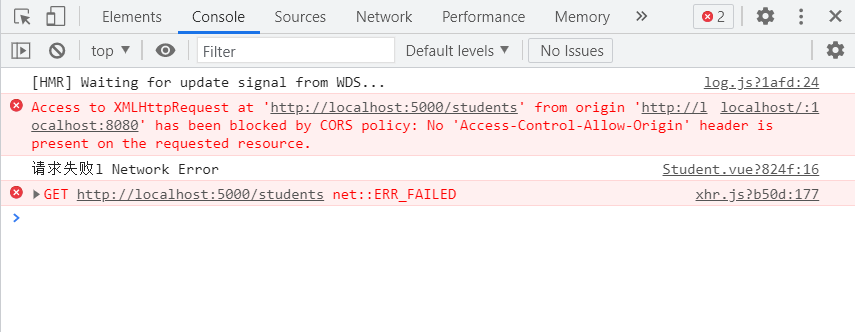 Elements Console Sources Network Performance Memory » 2
top ▼ Filter Default levels ▼ No Issues
[HMR] Waiting for update signal from WDS... log.js?1afd:24
Access to XMLHttpRequest at 'http://localhost:5000/students' from origin 'http://l localhost/:1
ocalhost:8080' has been blocked by CORS policy: No 'Access-Control-Allow-Origin' header is
present on the requested resource.
请求失败l Network Error Student.vue?824f:16
▶GET http://localhost:5000/students net::ERR_FAILED xhr.js?b50d:177
>